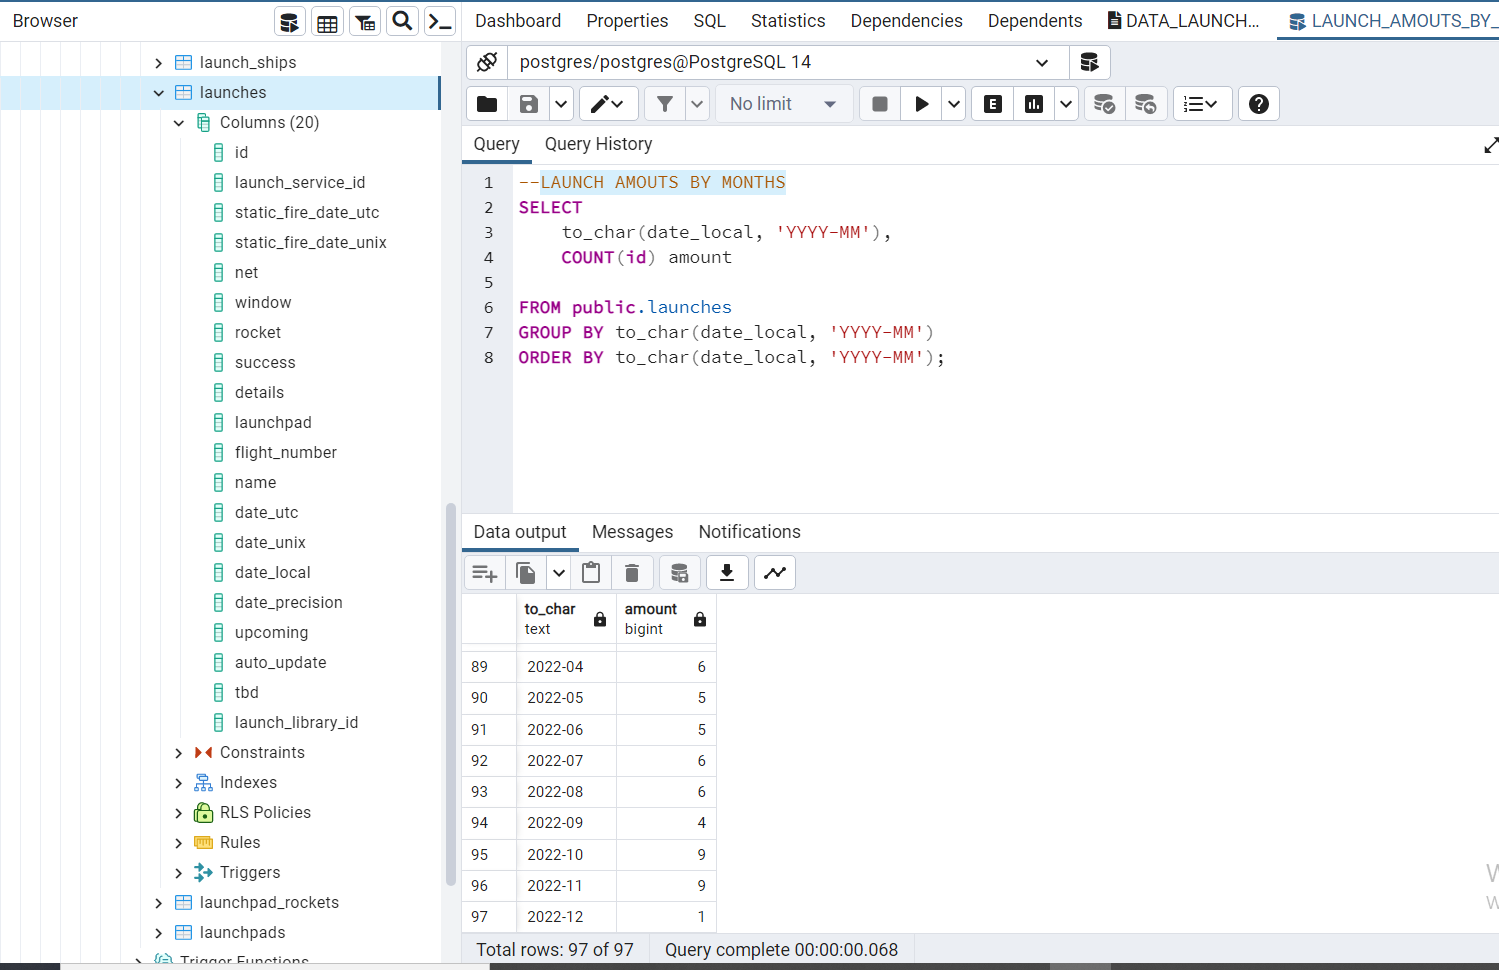 Browser
launch_ships
launches
Columns (20)
id
launch_service_id
static_fire_date_utc
static_fire_date_unix
net
window
rocket
success
details
launchpad
flight_number
name
date_utc
date_unix
date_local
date_precision
upcoming
auto_update
tbd
launch_library_id
Constraints
Indexes
RLS Policies
Rules
Triggers
launchpad_rockets
launchpads
Trigger Functions
Dashboard Properties SQL Statistics Dependencies Dependents DATA_LAUNCH... LAUNCH_AMOUTS_BY_
postgres/postgres@PostgreSQL 14
No limit E
Query Query History
1 --LAUNCH AMOUTS BY MONTHS
2 SELECT
3 to_char(date_local, 'YYYY-MM'),
4 COUNT(id) amount
5
6 FROM public.launches
7 GROUP BY to_char(date_local, 'YYYY-MM')
8 ORDER BY to_char(date_local, 'YYYY-MM');
Data output Messages Notifications
to_char amount
text bigint
89 2022-04 6
90 2022-05 5
91 2022-06 5
92 2022-07 6
93 2022-08 6
94 2022-09 4
95 2022-10 9
96 2022-11 9
97 2022-12 1
Total rows: 97 of 97 Query complete 00:00:00.068